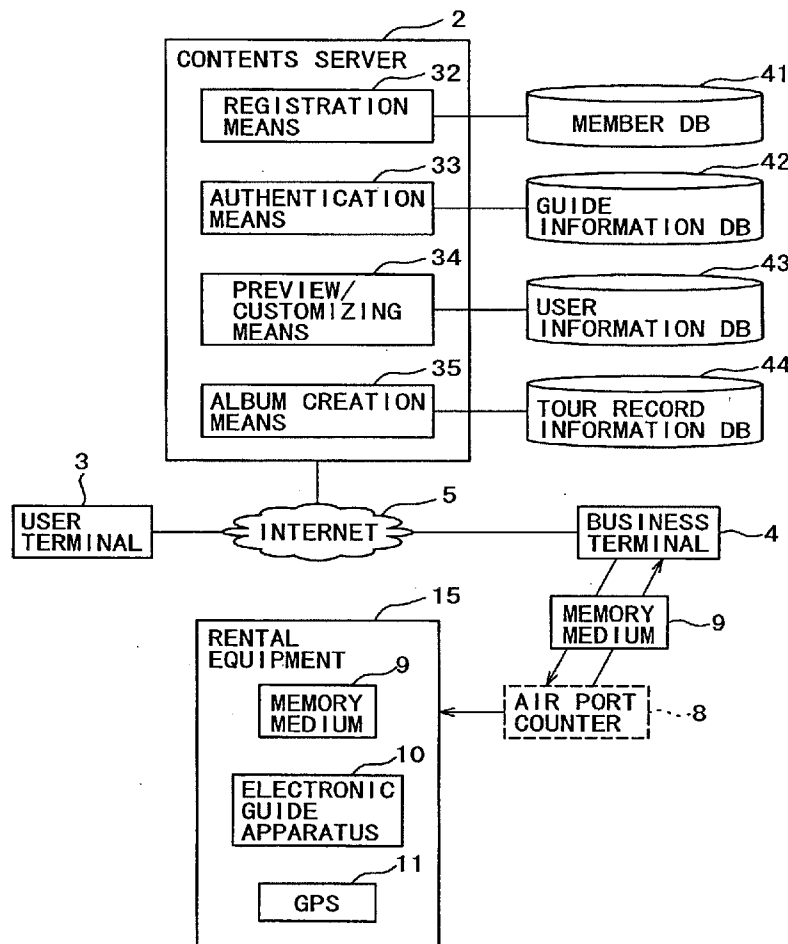 2
CONTENTS SERVER
32
REGISTRATION
MEANS
41
MEMBER DB
33
AUTHENTICATION
MEANS
42
GUIDE
INFORMATION DB
34
PREVIEW/
CUSTOMIZING
MEANS
43
USER
INFORMATION DB
35
ALBUM CREATION
MEANS
44
TOUR RECORD
INFORMATION DB
3
USER
TERMINAL
5
INTERNET
BUSINESS
TERMINAL
4
MEMORY
MEDIUM
9
AIR PORT
COUNTER
8
15
RENTAL
EQUIPMENT
9
MEMORY
MEDIUM
10
ELECTRONIC
GUIDE
APPARATUS
11
GPS